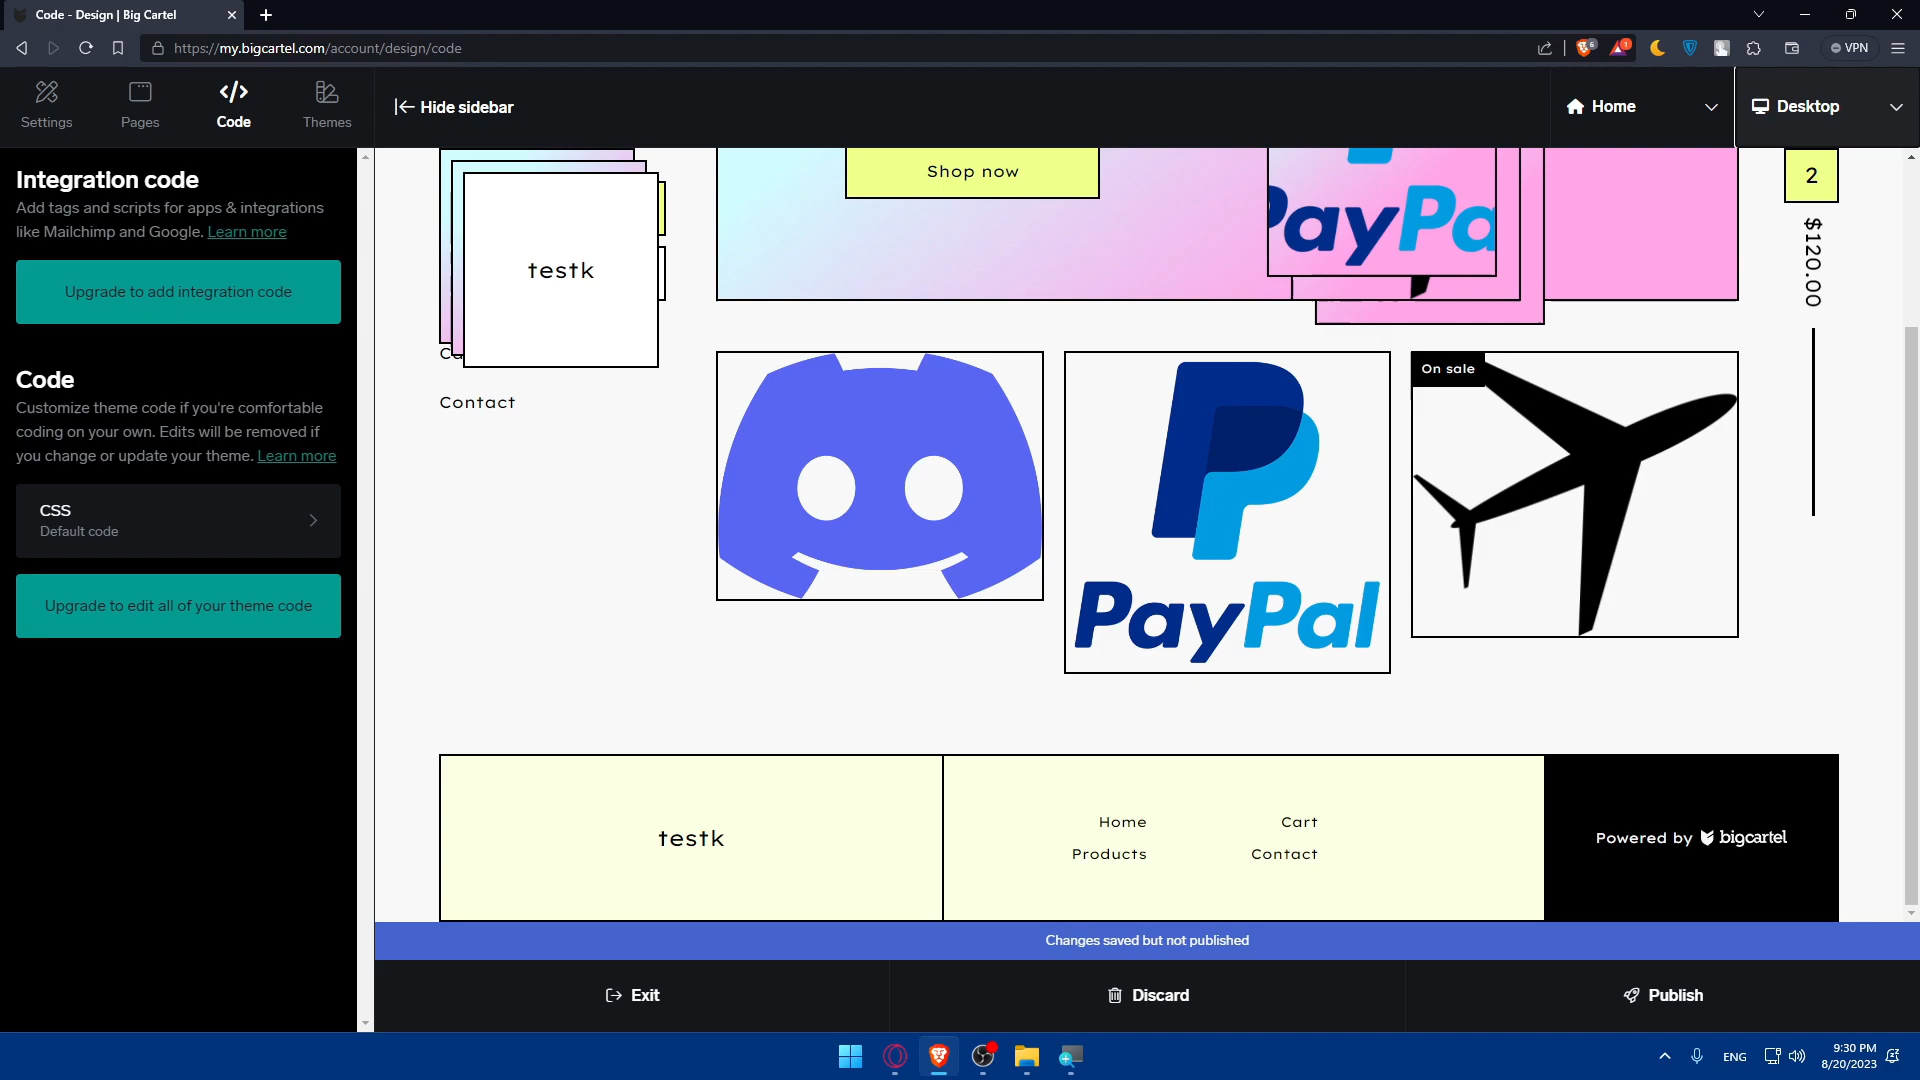 Code - Design | Big Cartel
https://my.bigcartel.com/account/design/code
6
1
VPN
Settings
Pages
Code
Themes
Hide sidebar
Home
Desktop
Integration code
Add tags and scripts for apps & integrations
like Mailchimp and Google. Learn more
Upgrade to add integration code
Code
Customize theme code if you're comfortable
coding on your own. Edits will be removed if
you change or update your theme. Learn more
CSS
Default code
Upgrade to edit all of your theme code
testk
Contact
Shop now
PayPa
2
$120.00
PayPal
On sale
testk
Home
Products
Cart
Contact
Powered by bigcartel
Changes saved but not published
Exit
Discard
Publish
ENG
9:30 PM
8/20/2023